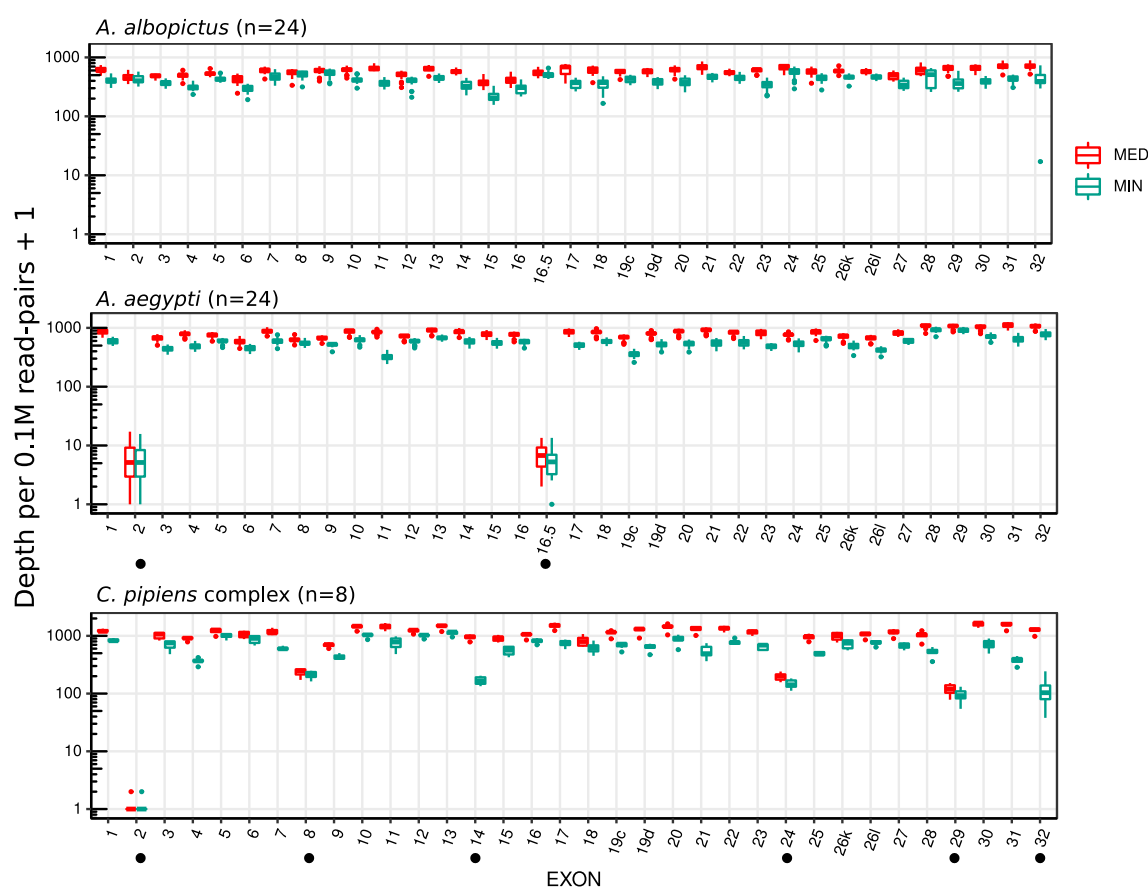 A. albopictus (n=24)
1000
100
10
1
1 2 3 4 5 6 7 8 9 10 11 12 13 14 15 16 16.5 17 18 19c 19d 20 21 22 23 24 25 26k 26l 27 28 29 30 31 32
MED
MIN
Depth per 0.1M read-pairs + 1
A. aegypti (n=24)
1000
100
10
1
1 2 3 4 5 6 7 8 9 10 11 12 13 14 15 16 16.5 17 18 19c 19d 20 21 22 23 24 25 26k 26l 27 28 29 30 31 32
C. pipiens complex (n=8)
1000
100
10
1
1 2 3 4 5 6 7 8 9 10 11 12 13 14 15 16 17 18 19c 19d 20 21 22 23 24 25 26k 26l 27 28 29 30 31 32
EXON